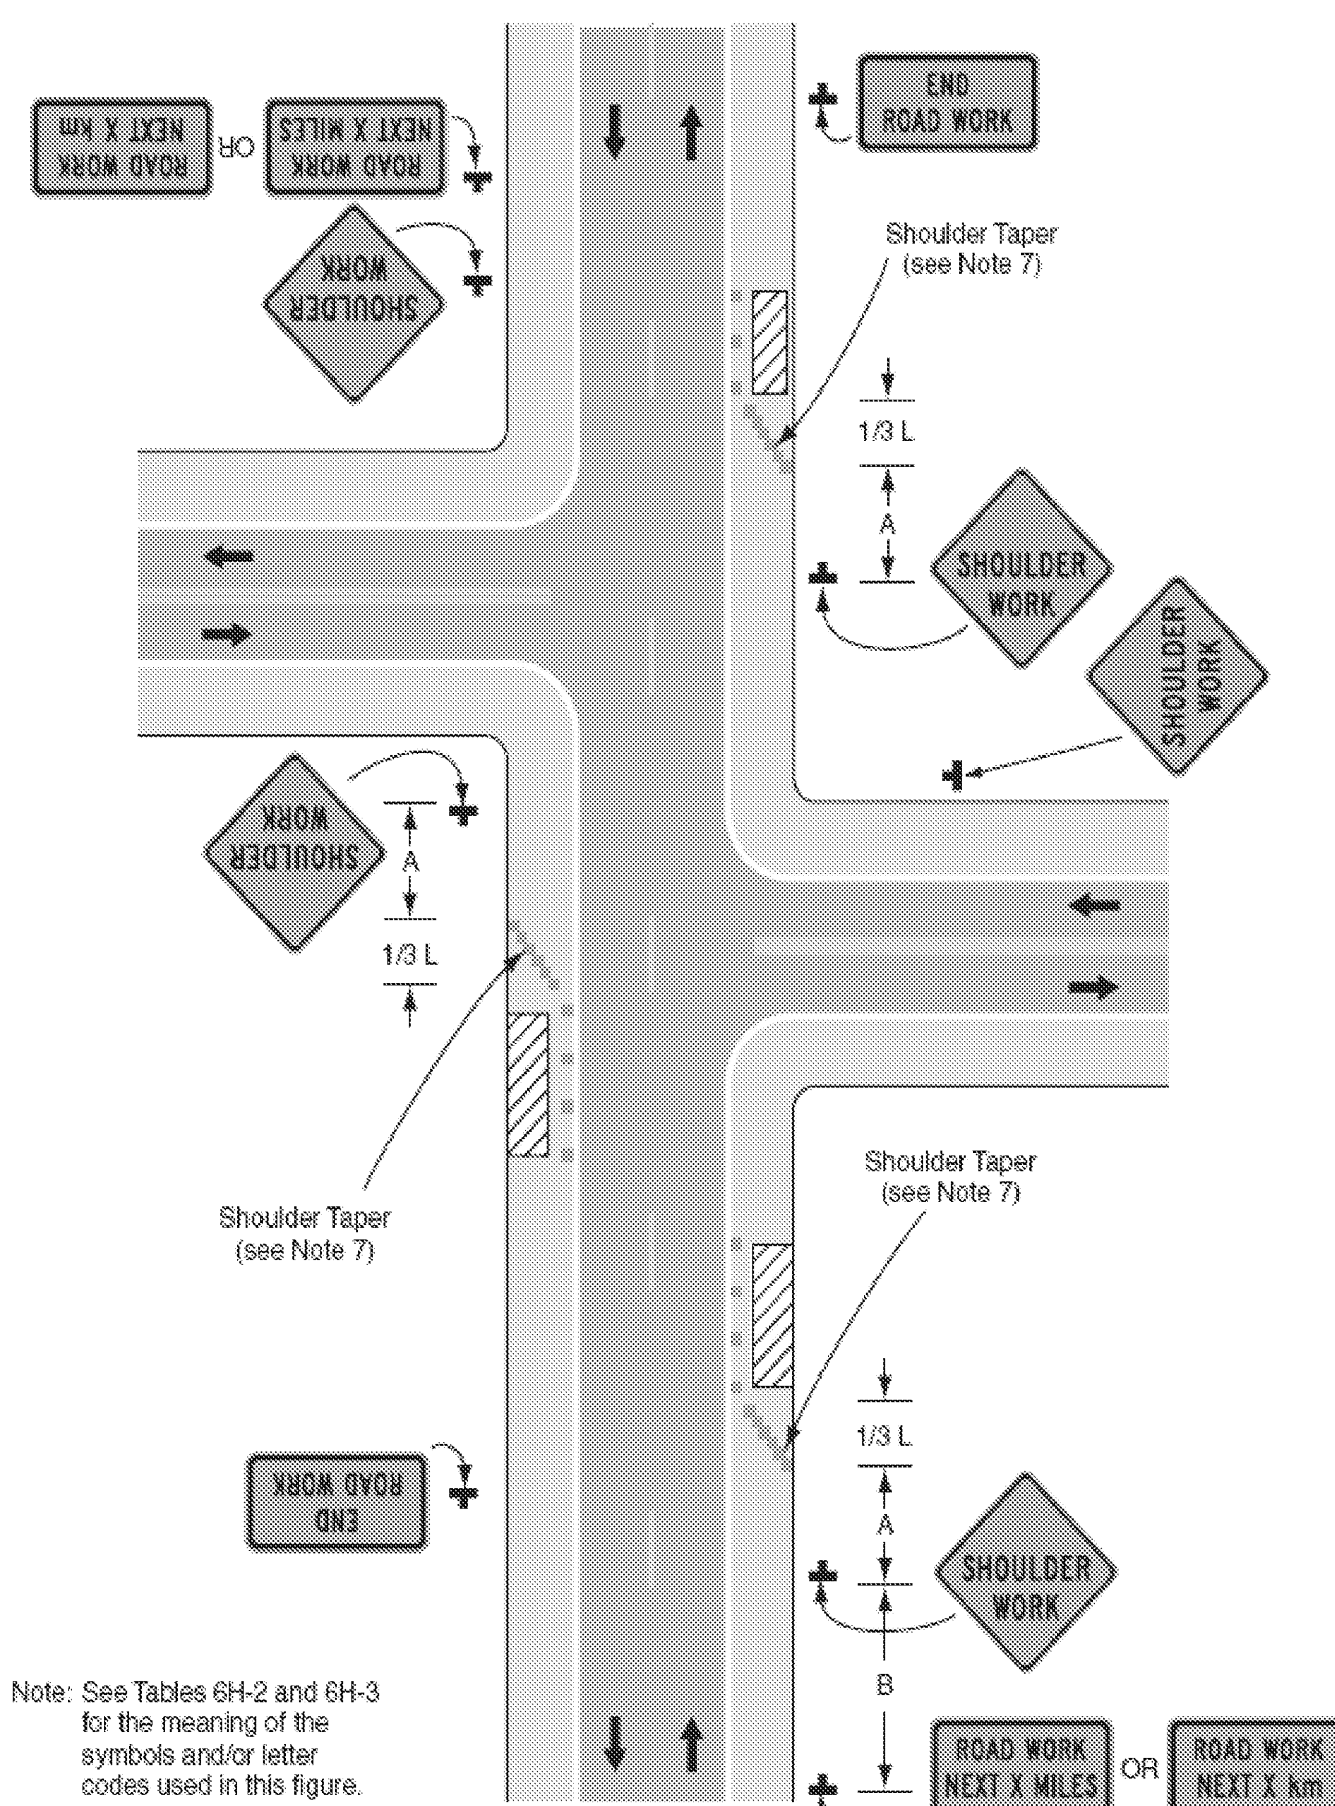 END
ROAD WORK
ROAD WORK
NEXT X MILES
OR
ROAD WORK
NEXT X km
SHOULDER
WORK
Shoulder Taper
(see Note 7)
1/3 L
A
SHOULDER
WORK
SHOULDER
WORK
SHOULDER
WORK
A
1/3 L
Shoulder Taper
(see Note 7)
Shoulder Taper
(see Note 7)
1/3 L
A
END
ROAD WORK
SHOULDER
WORK
B
Note: See Tables 6H-2 and 6H-3
for the meaning of the
symbols and/or letter
codes used in this figure.
ROAD WORK
NEXT X MILES
OR
ROAD WORK
NEXT X km